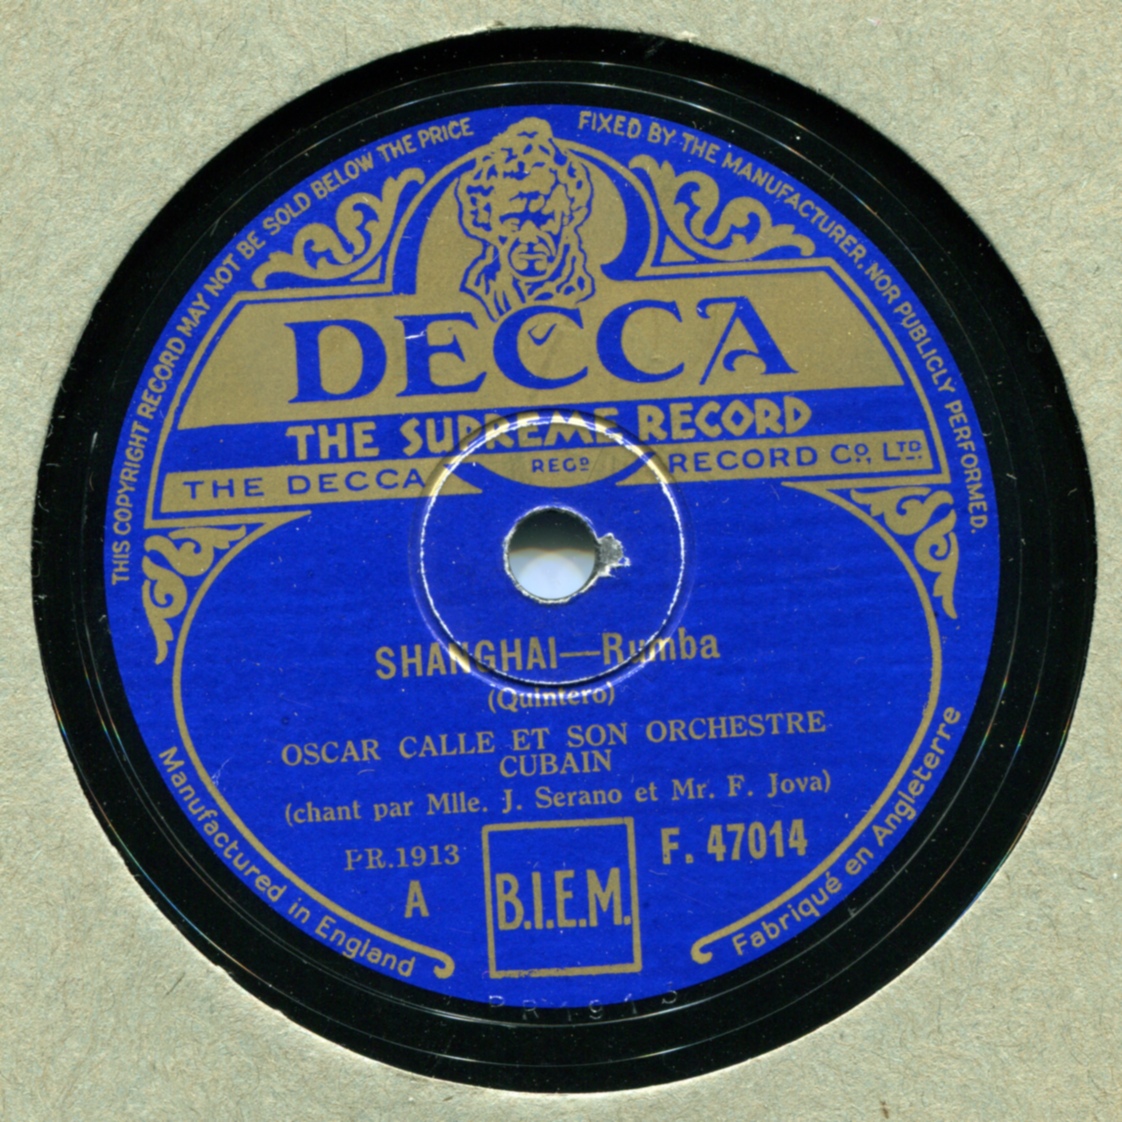 THIS COPYRIGHT RECORD MAY NOT BE SOLD BELOW THE PRICE FIXED BY THE MANUFACTURER, NOR PUBLICLY PERFORMED.
DECCA
THE SUPREME RECORD
THE DECCA REGD RECORD CO., LTD.
SHANGHAI—Rumba
(Quintero)
OSCAR CALLE ET SON ORCHESTRE
CUBAIN
(chant par Mlle. J. Serano et Mr. F. Jova)
PR.1913
A
B.I.E.M.
F. 47014
Manufactured in England
Fabriqué en Angleterre
PR1913